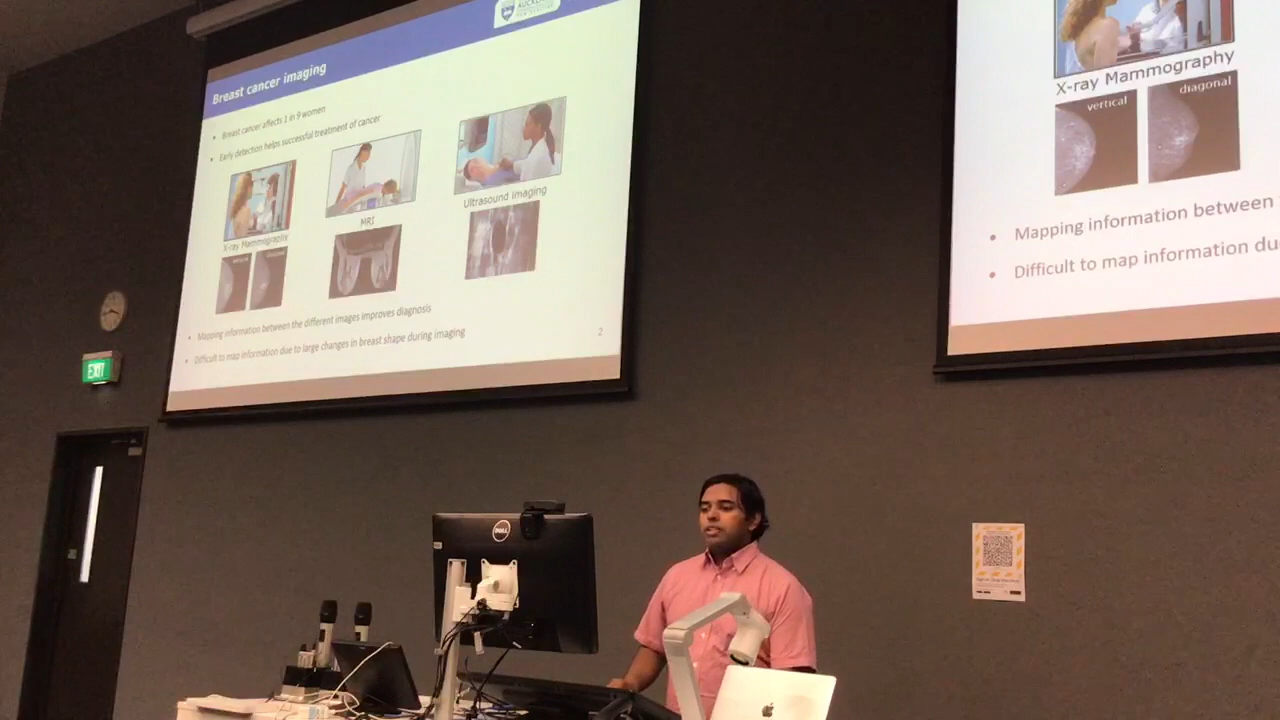 AUCKLAND
Breast cancer imaging
• Breast cancer affects 1 in 9 women
• Early detection helps successful treatment of cancer
X-ray Mammography
MRI
Ultrasound imaging
vertical
diagonal
• Mapping information between the different images improves diagnosis
• Difficult to map information due to large changes in breast shape during imaging
2
X-ray Mammography
vertical
diagonal
• Mapping information between
• Difficult to map information du
EXIT
DELL